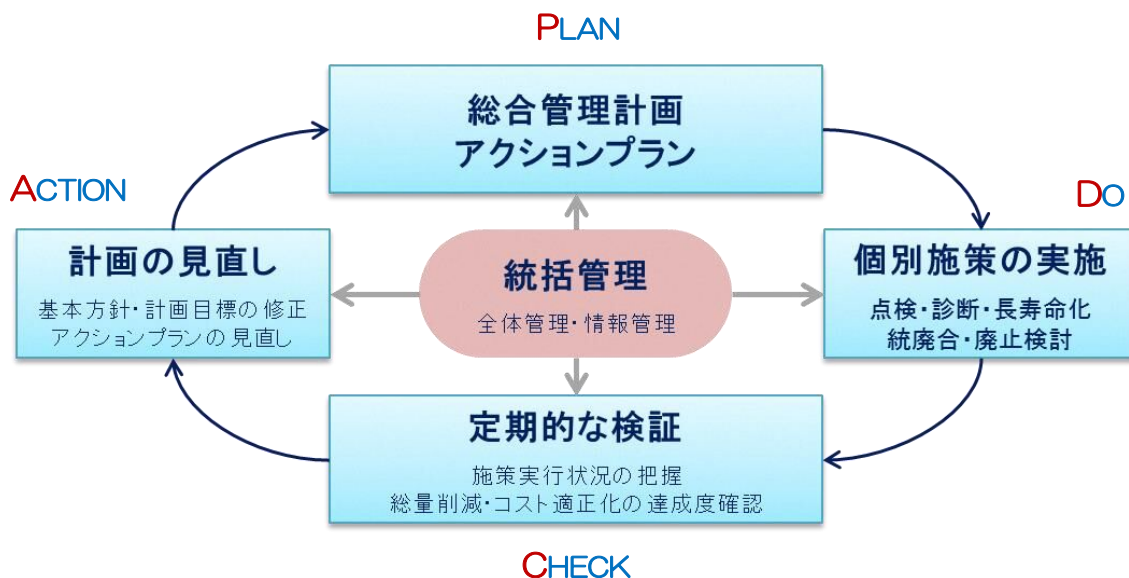 PLAN
総合管理計画
アクションプラン
ACTION
DO
計画の見直し
基本方針・計画目標の修正
アクションプランの見直し
統括管理
全体管理・情報管理
個別施策の実施
点検・診断・長寿命化
統廃合・廃止検討
定期的な検証
施策実行状況の把握
総量削減・コスト適正化の達成度確認
CHECK